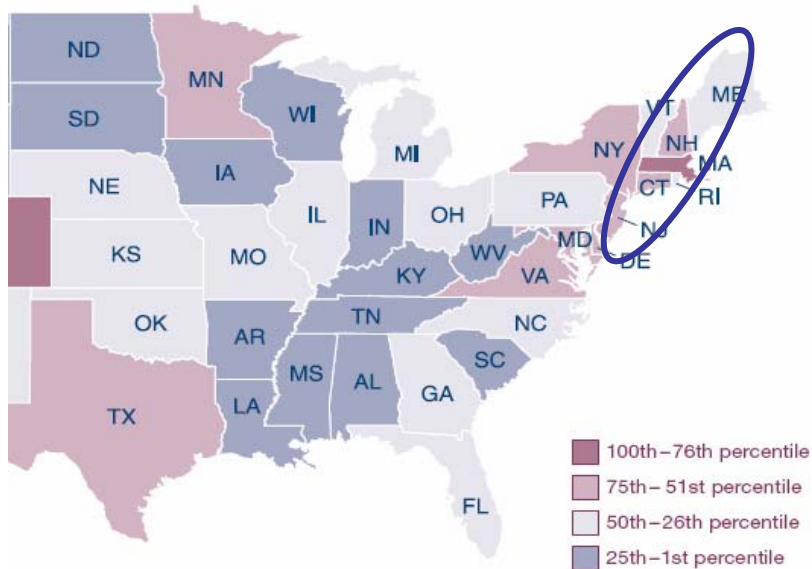 ND
MN
WI
SD
MI
NY
VT
ME
NH
MA
CT
RI
IA
NE
PA
NJ
IL
IN
OH
MD
DE
KS
MO
WV
VA
KY
OK
AR
TN
NC
MS
AL
SC
GA
LA
TX
FL
100th–76th percentile
75th–51st percentile
50th–26th percentile
25th–1st percentile